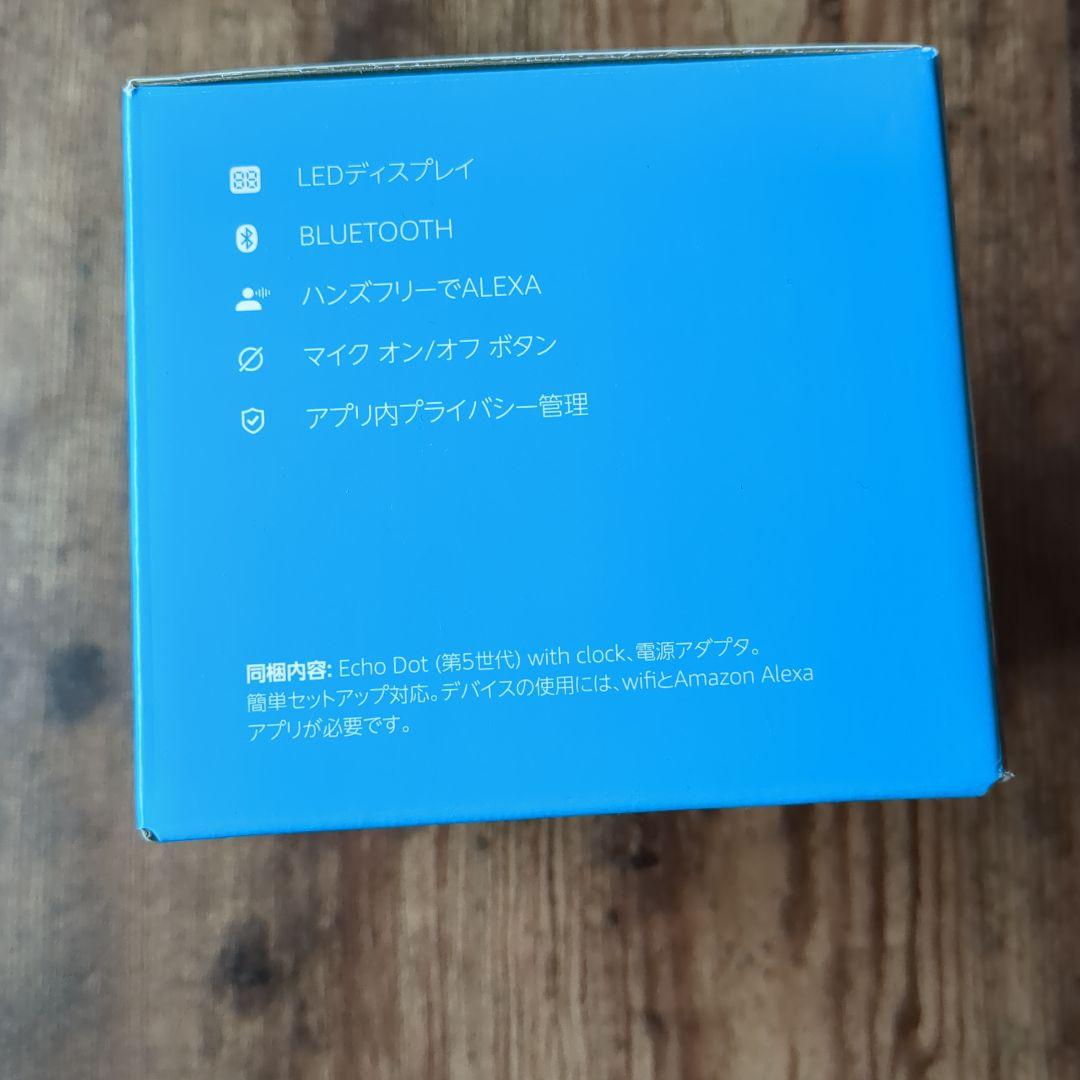 LEDディスプレイ
BLUETOOTH
ハンズフリーでALEXA
マイク オン/オフ ボタン
アプリ内プライバシー管理
同梱内容: Echo Dot (第5世代) with clock、電源アダプタ。
簡単セットアップ対応。デバイスの使用には、wifiとAmazon Alexa
アプリが必要です。